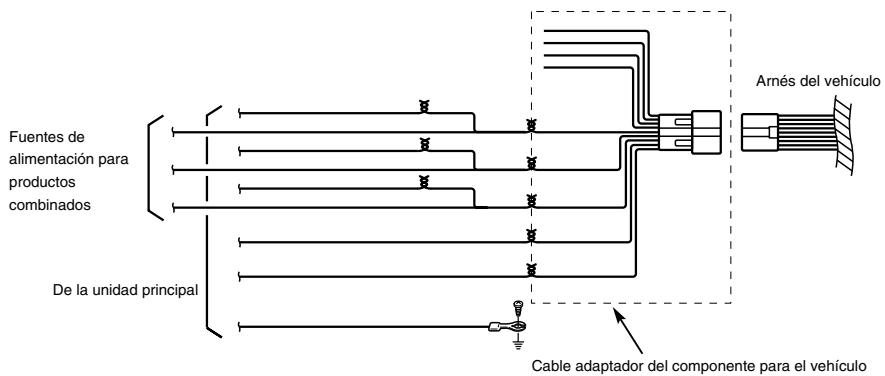 Arnés del vehículo
Fuentes de
alimentación para
productos
combinados
De la unidad principal
Cable adaptador del componente para el vehículo